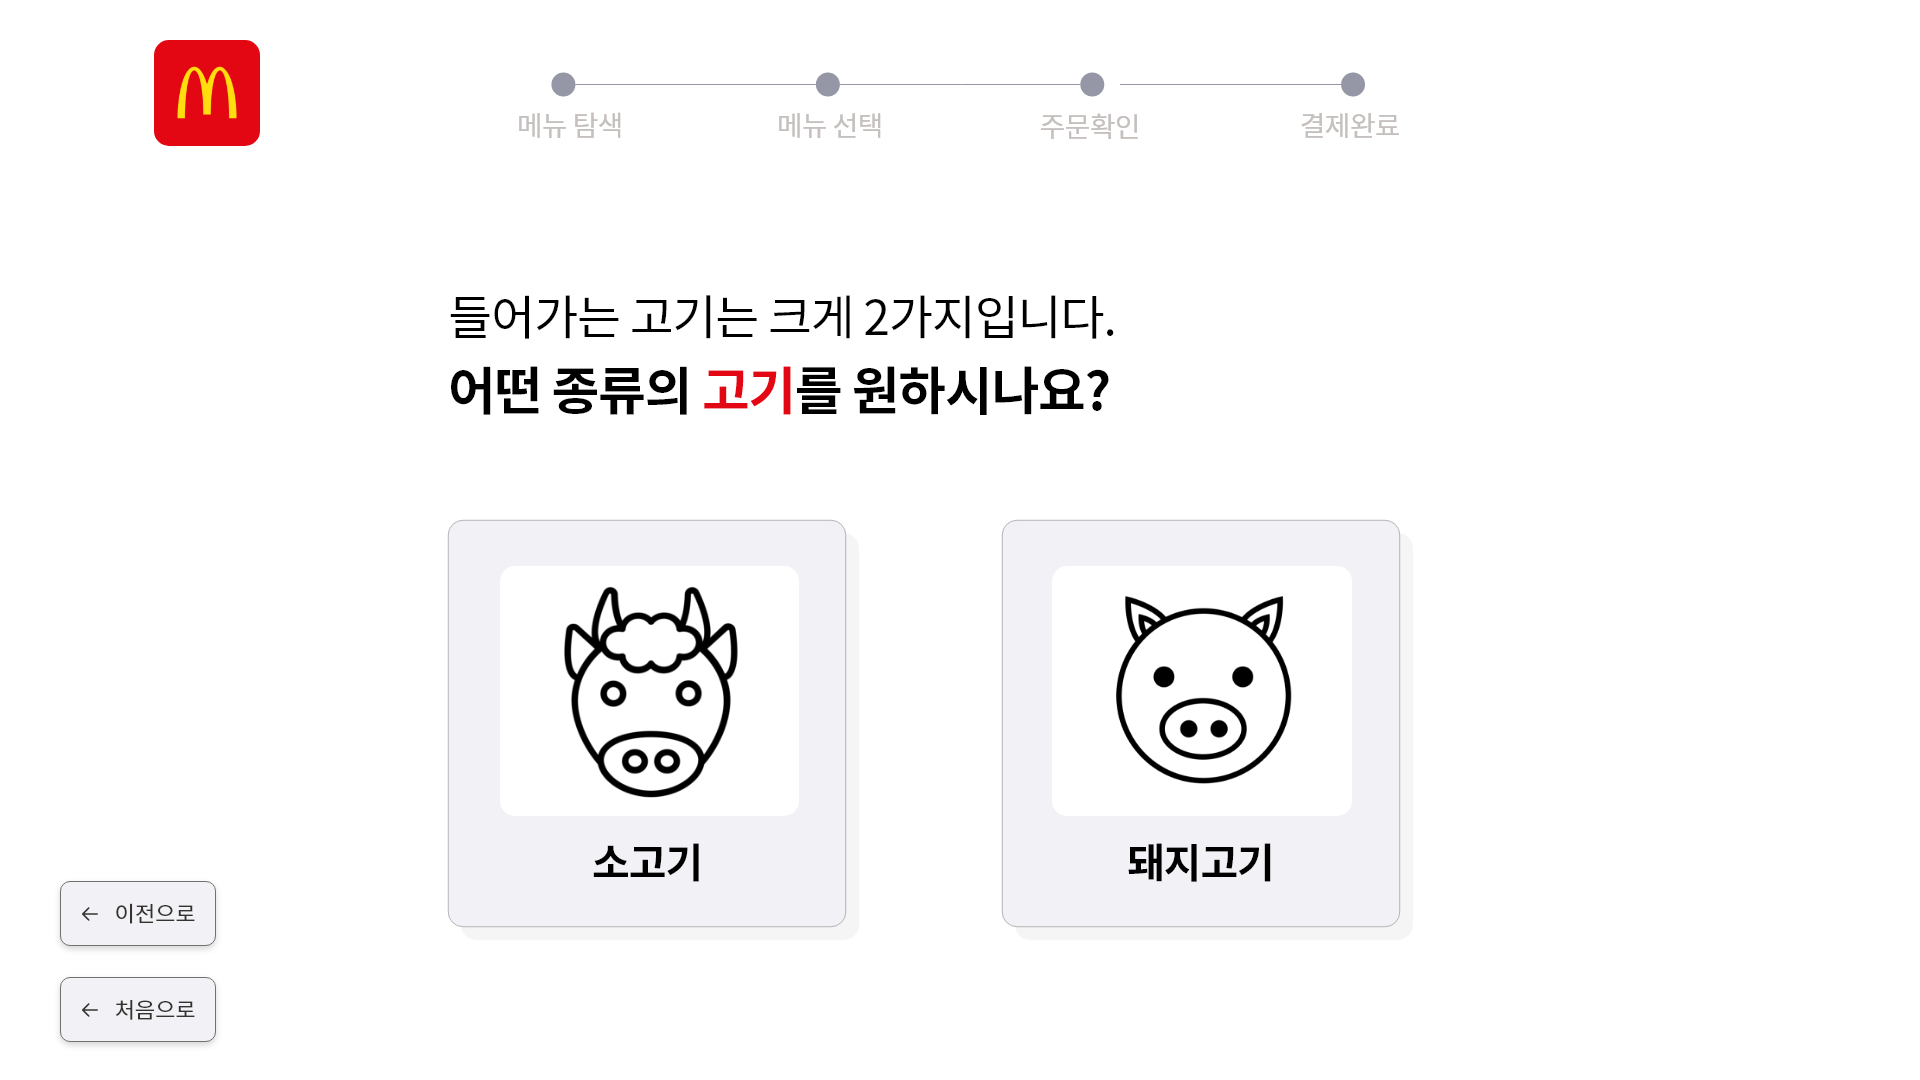 메뉴 탐색
메뉴 선택
주문확인
결제완료
들어가는 고기는 크게 2가지입니다.
어떤 종류의 고기를 원하시나요?
소고기
돼지고기
← 이전으로
← 처음으로